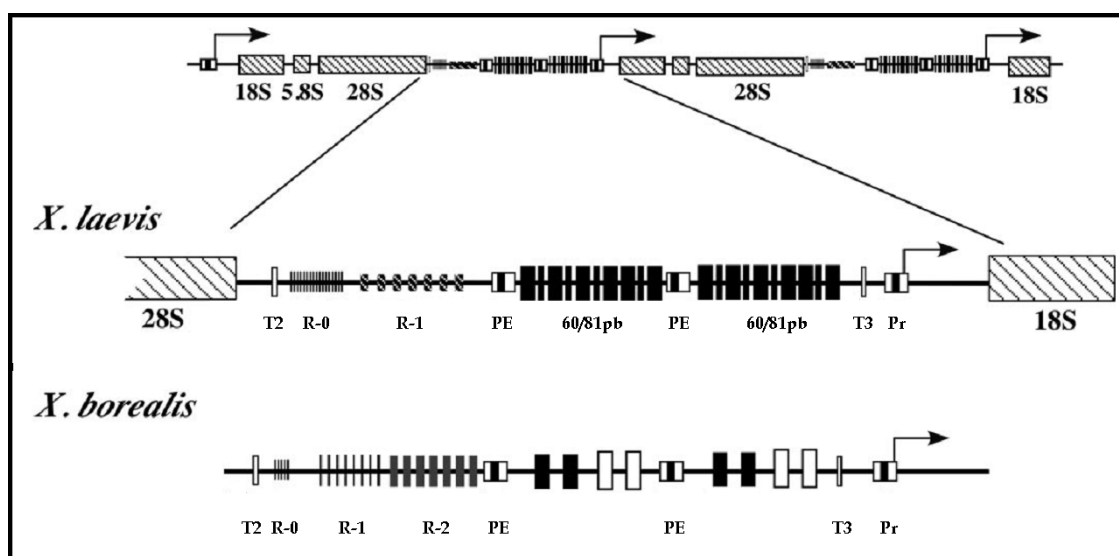 18S 5.8S 28S 28S 18S
X. laevis
28S 18S
T2 R-0 R-1 PE 60/81pb PE 60/81pb T3 Pr
X. borealis
T2 R-0 R-1 R-2 PE PE T3 Pr